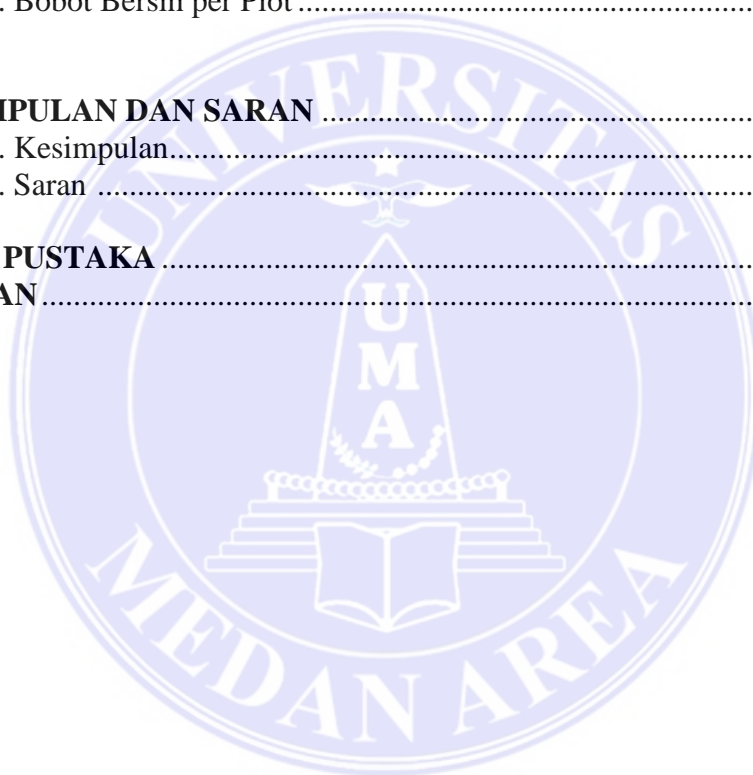 . Bobot Bersih per Plot ........................................................
IPULAN DAN SARAN ......................................................
. Kesimpulan.........................................................................
. Saran ..................................................................................
PUSTAKA ..........................................................................
AN.........................................................................................
UNIVERSITAS
U
M
A
MEDAN AREA